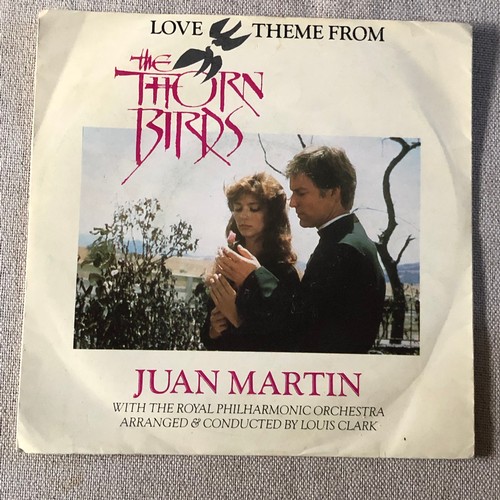 LOVE THEME FROM
the
THORN
BIRDS
JUAN MARTIN
WITH THE ROYAL PHILHARMONIC ORCHESTRA
ARRANGED & CONDUCTED BY LOUIS CLARK